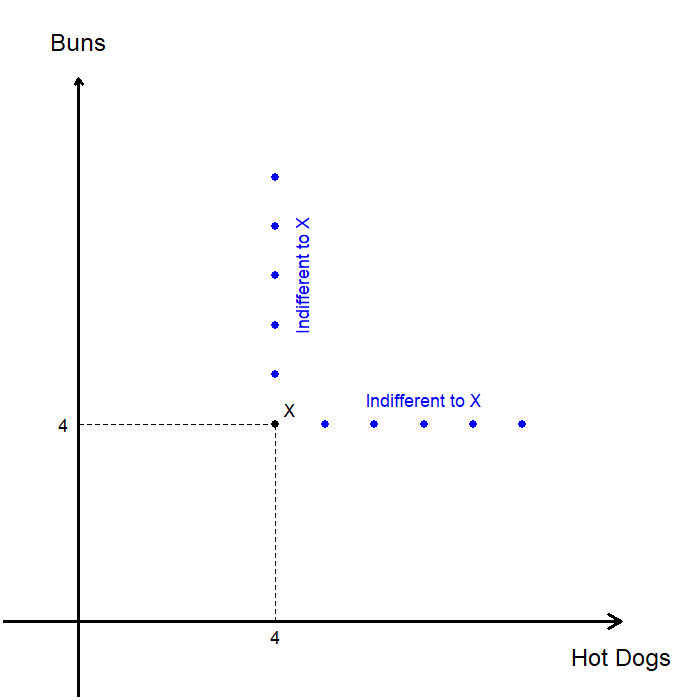 Buns
Indifferent to X
X
Indifferent to X
4
4
Hot Dogs